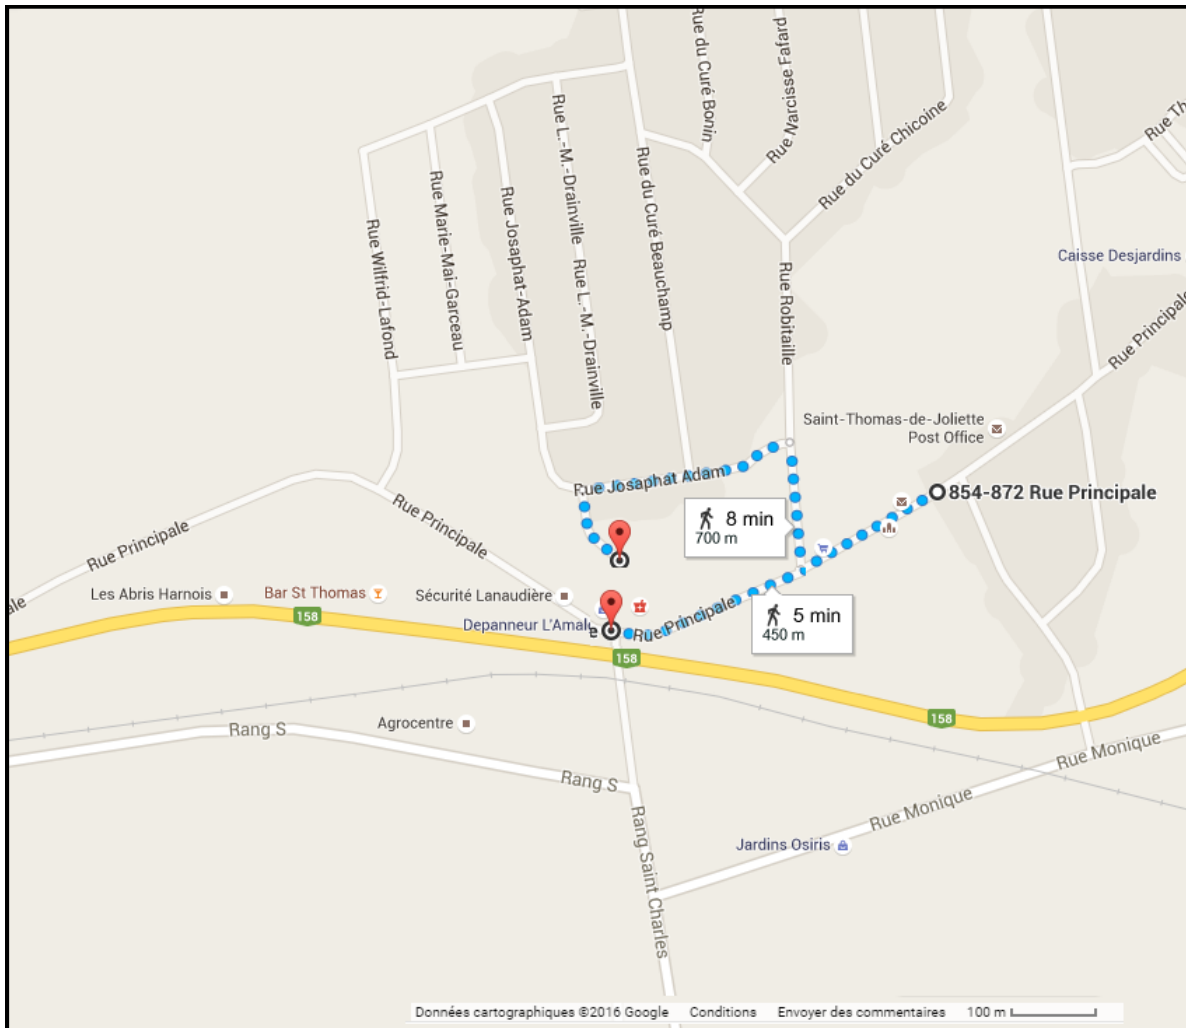 Rue du Curé Bonin
Rue Narcisse Fafard
Rue du Curé Chicoine
Rue Th
Rue L.-M.-Drainville
Rue L.-M.-Drainville
Rue du Curé Beauchamp
Rue Josaphat-Adam
Rue Marie-Mai-Garceau
Rue Wilfrid-Lafond
Rue Robitaille
Caisse Desjardins
Rue Principale
Saint-Thomas-de-Joliette
Post Office
Rue Josaphat Adam
854-872 Rue Principale
8 min
700 m
Rue Principale
Rue Principale
ale
Les Abris Harnois
Bar St Thomas
Sécurité Lanaudière
158
Depanneur L'Amal
e
Rue Principale
5 min
450 m
158
158
Agrocentre
Rang S
Rang S
Rue Monique
Rue Monique
Jardins Osiris
Rang Saint Charles
Données cartographiques ©2016 Google Conditions Envoyer des commentaires 100 m